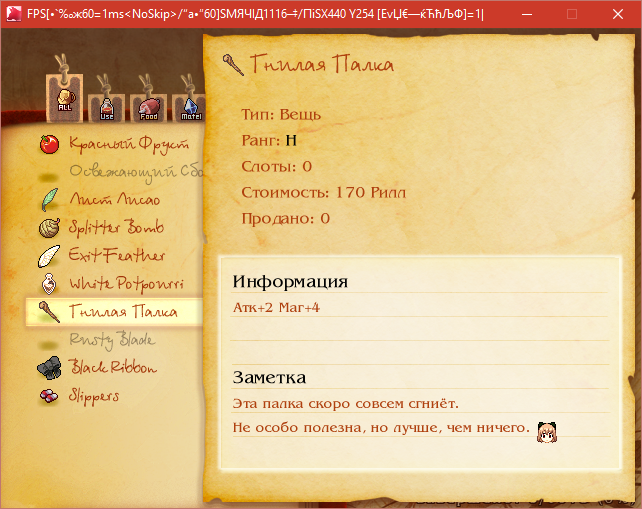 FPS[•`%ж60=1ms<NoSkip>/“a•“60]SMЯЧІД1116–‡/ПіSX440 Y254 [EvЏІ€—ќЋЋЉФ]=1|
Гнилая Палка
ALL
Use
Food
Mate
Тип: Вещь
Ранг: H
Слоты: 0
Стоимость: 170 Рилл
Продано: 0
Красный Фрукт
Освежающий Сбо
Лист Лисао
Splitter Bomb
Exit Feather
White Potpourri
Гнилая Палка
Rusty Blade
Black Ribbon
Slippers
Информация
Атк+2 Маг+4
Заметка
Эта палка скоро совсем сгниёт.
Не особо полезна, но лучше, чем ничего.